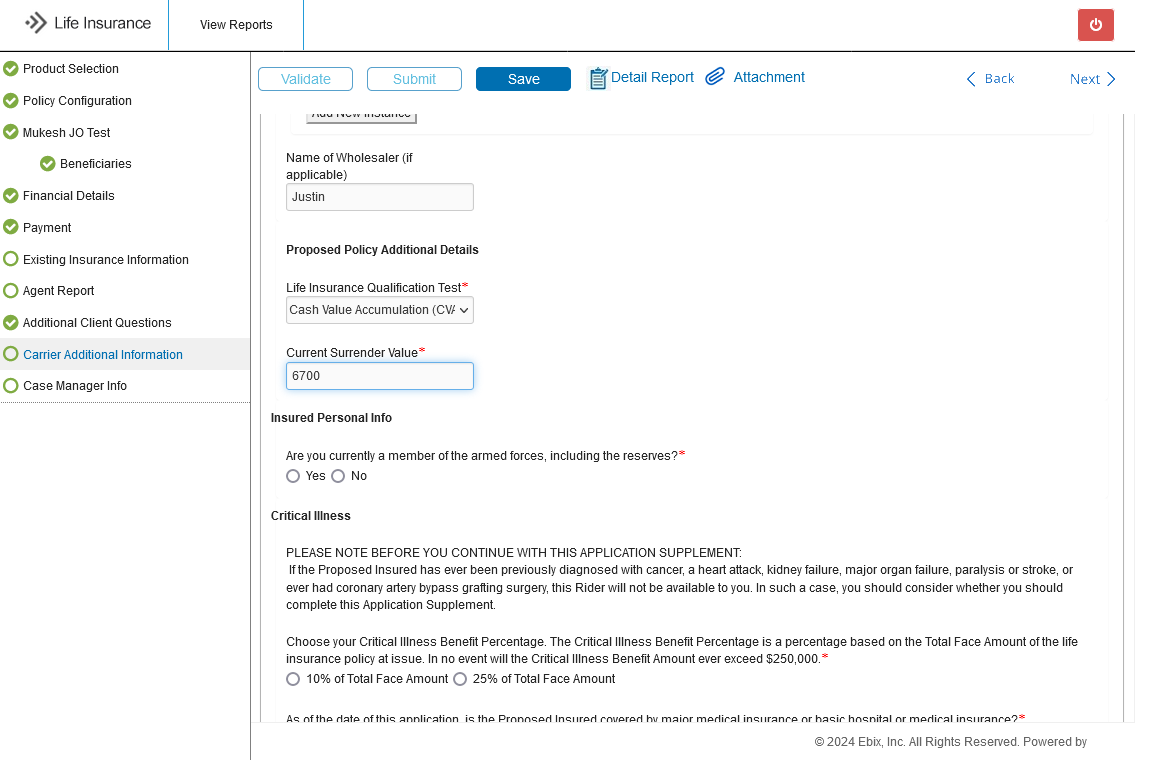 Life Insurance
View Reports
Product Selection
Policy Configuration
Mukesh JO Test
Beneficiaries
Financial Details
Payment
Existing Insurance Information
Agent Report
Additional Client Questions
Carrier Additional Information
Case Manager Info
Validate
Submit
Save
Detail Report
Attachment
Back
Next
Add New Instance
Name of Wholesaler (if
applicable)
Justin
Proposed Policy Additional Details
Life Insurance Qualification Test*
Cash Value Accumulation (CVA
Current Surrender Value*
6700
Insured Personal Info
Are you currently a member of the armed forces, including the reserves?*
Yes No
Critical Illness
PLEASE NOTE BEFORE YOU CONTINUE WITH THIS APPLICATION SUPPLEMENT:
If the Proposed Insured has ever been previously diagnosed with cancer, a heart attack, kidney failure, major organ failure, paralysis or stroke, or
ever had coronary artery bypass grafting surgery, this Rider will not be available to you. In such a case, you should consider whether you should
complete this Application Supplement.
Choose your Critical Illness Benefit Percentage. The Critical Illness Benefit Percentage is a percentage based on the Total Face Amount of the life
insurance policy at issue. In no event will the Critical Illness Benefit Amount ever exceed $250,000.*
10% of Total Face Amount 25% of Total Face Amount
As of the date of this application, is the Proposed Insured covered by major medical insurance or basic hospital or medical insurance?*
© 2024 Ebix, Inc. All Rights Reserved. Powered by